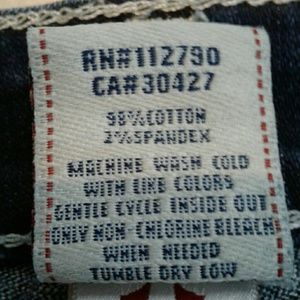 RN#112790
CA#30427
98%COTTON
2%SPANDEX
MACHINE WASH COLD
WITH LIKE COLORS
GENTLE CYCLE INSIDE OUT
ONLY NON-CHLORINE BLEACH
WHEN NEEDED
TUMBLE DRY LOW